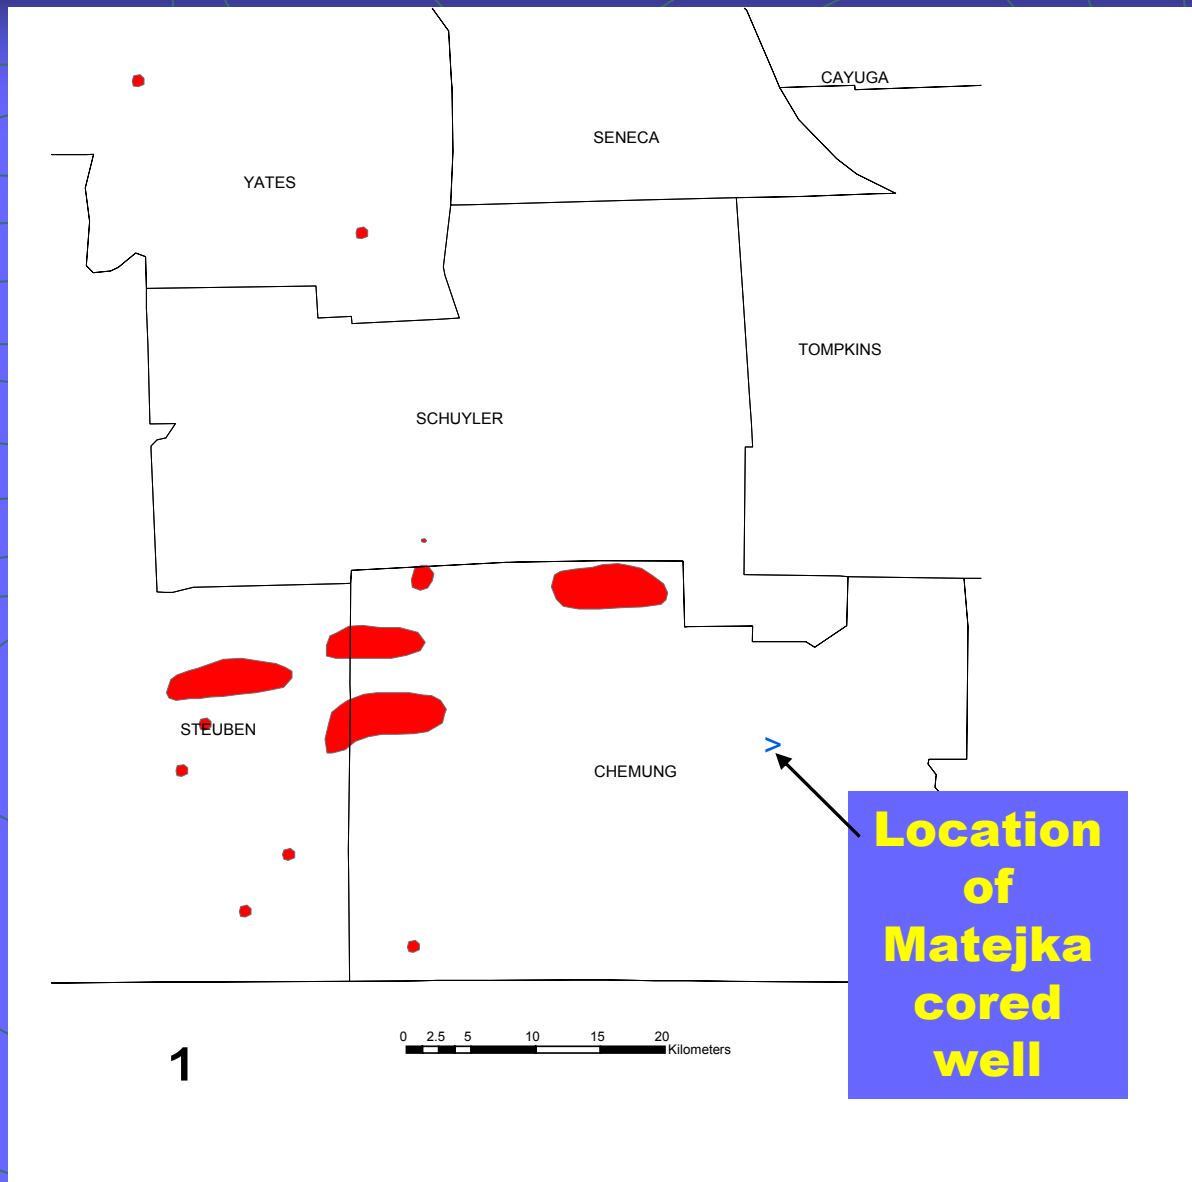 CAYUGA
SENECA
YATES
TOMPKINS
SCHUYLER
STEUBEN
>
CHEMUNG
Location
of
Matejka
cored
well
0 2.5 5 10 15 20
Kilometers
1